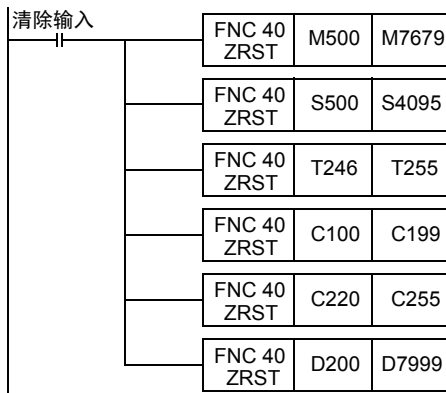 清除输入
FNC 40 ZRST M500 M7679
FNC 40 ZRST S500 S4095
FNC 40 ZRST T246 T255
FNC 40 ZRST C100 C199
FNC 40 ZRST C220 C255
FNC 40 ZRST D200 D7999